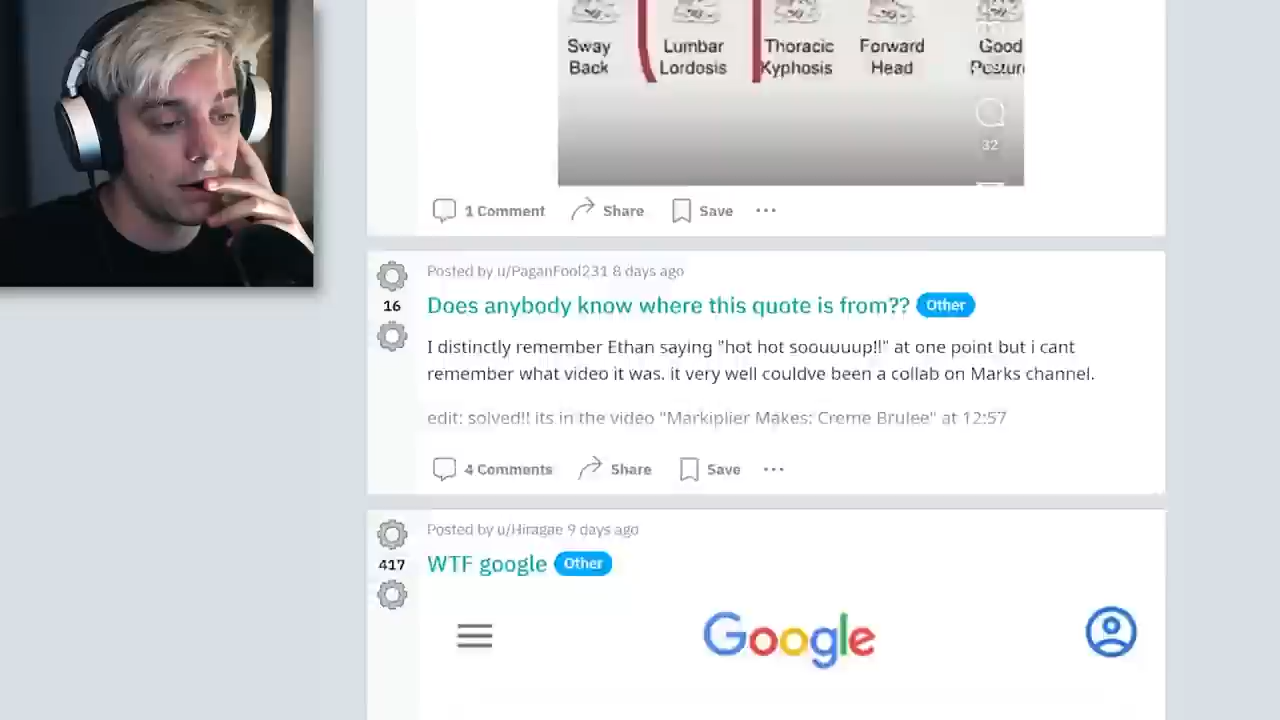 Sway Back
Lumbar Lordosis
Thoracic Kyphosis
Forward Head
Good Posture
32
1 Comment Share Save
Posted by u/PaganFool231 8 days ago
16
Does anybody know where this quote is from?? Other
I distinctly remember Ethan saying "hot hot soouuuup!!" at one point but i cant
remember what video it was. it very well couldve been a collab on Marks channel.
edit: solved!! its in the video "Markiplier Makes: Creme Brulee" at 12:57
4 Comments Share Save
Posted by u/Hiragae 9 days ago
417
WTF google Other
Google